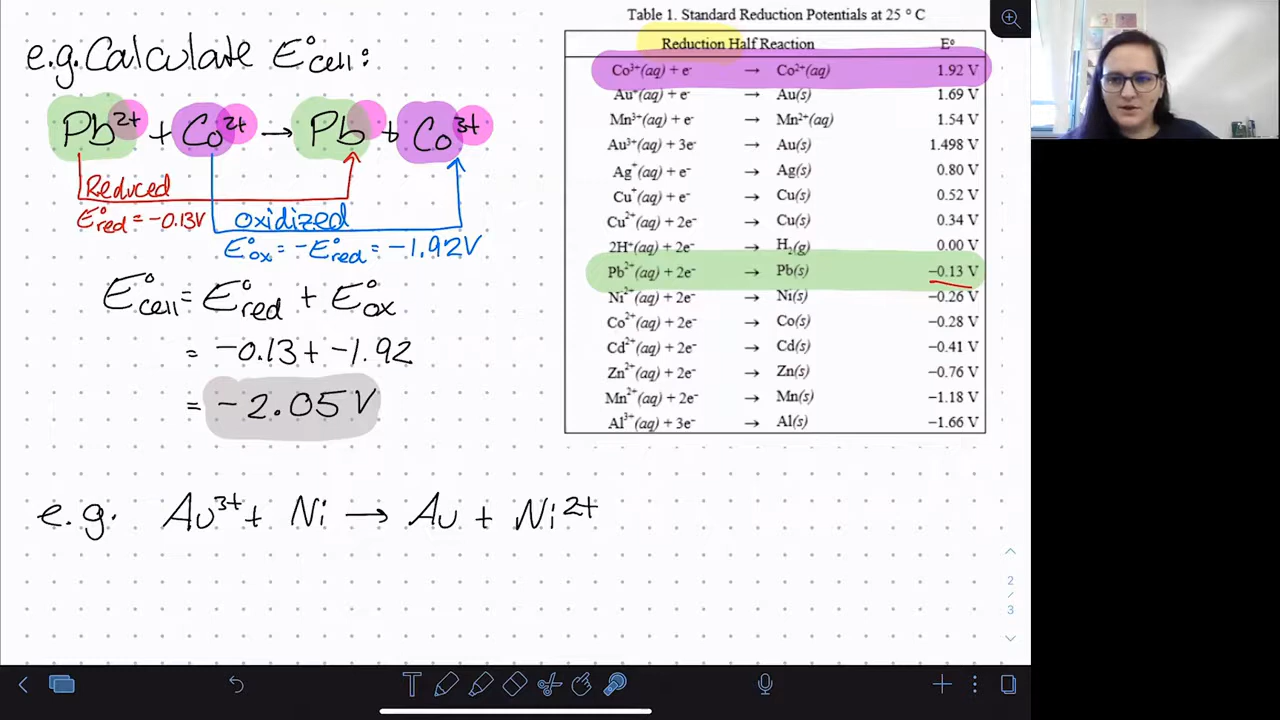 e.g. Calculate E°cell:
Pb²⁺ + Co²⁺ → Pb + Co³⁺
Reduced
E°red = -0.13V
oxidized
E°ox = -E°red = -1.92V
E°cell = E°red + E°ox
= -0.13 + -1.92
= -2.05V
e.g. Au³⁺ + Ni → Au + Ni²⁺
Table 1. Standard Reduction Potentials at 25 ° C
Reduction Half Reaction E°
Co³⁺(aq) + e⁻ → Co²⁺(aq) 1.92 V
Au⁺(aq) + e⁻ → Au(s) 1.69 V
Mn³⁺(aq) + e⁻ → Mn²⁺(aq) 1.54 V
Au³⁺(aq) + 3e⁻ → Au(s) 1.498 V
Ag⁺(aq) + e⁻ → Ag(s) 0.80 V
Cu⁺(aq) + e⁻ → Cu(s) 0.52 V
Cu²⁺(aq) + 2e⁻ → Cu(s) 0.34 V
2H⁺(aq) + 2e⁻ → H₂(g) 0.00 V
Pb²⁺(aq) + 2e⁻ → Pb(s) −0.13 V
Ni²⁺(aq) + 2e⁻ → Ni(s) −0.26 V
Co²⁺(aq) + 2e⁻ → Co(s) −0.28 V
Cd²⁺(aq) + 2e⁻ → Cd(s) −0.41 V
Zn²⁺(aq) + 2e⁻ → Zn(s) −0.76 V
Mn²⁺(aq) + 2e⁻ → Mn(s) −1.18 V
Al³⁺(aq) + 3e⁻ → Al(s) −1.66 V
2
/
3
T